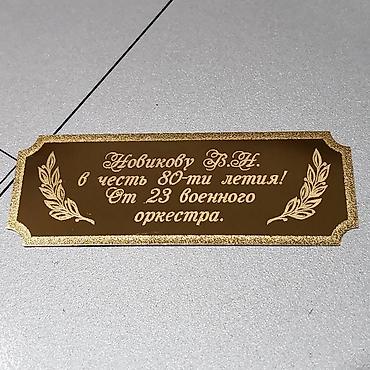 Новикову В.Н.
в честь 80-ти летия!
От 23 военного
оркестра.